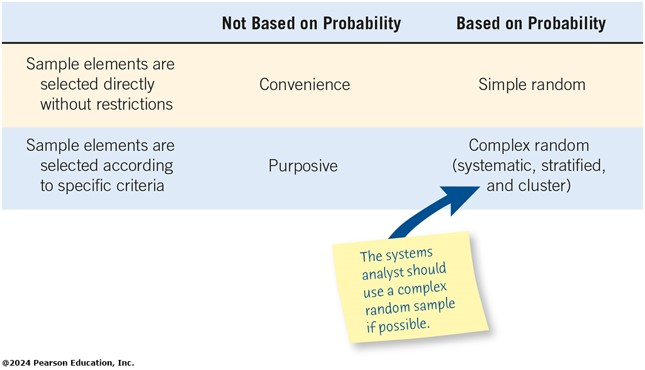 Not Based on Probability Based on Probability
Sample elements are
selected directly
without restrictions
Convenience
Simple random
Sample elements are
selected according
to specific criteria
Purposive
Complex random
(systematic, stratified,
and cluster)
The systems
analyst should
use a complex
random sample
if possible.
©2024 Pearson Education, Inc.